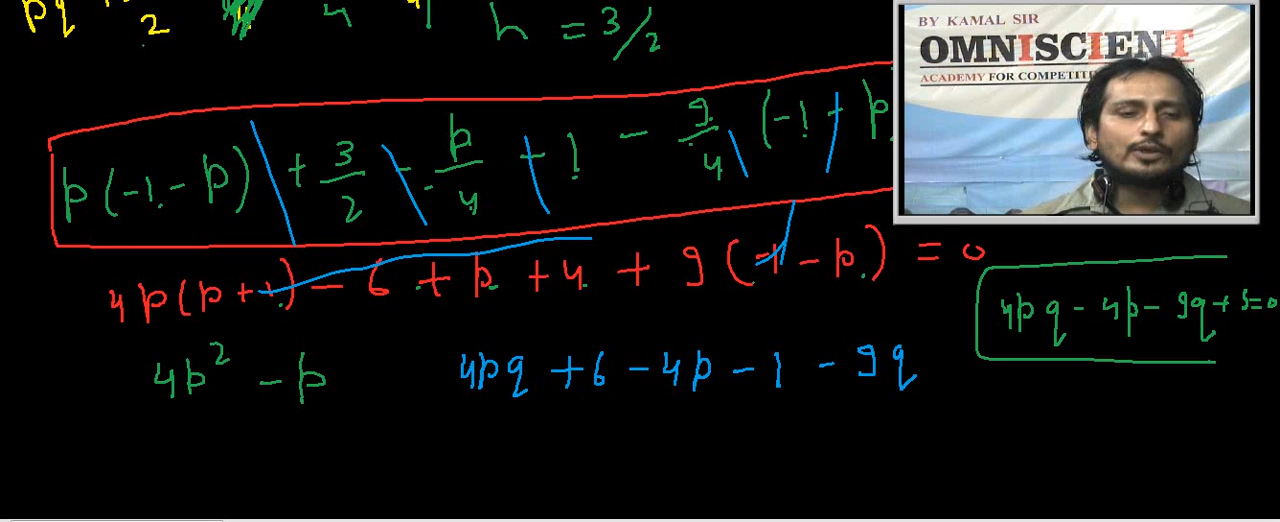 BY KAMAL SIR
OMNISCIENT
ACADEMY FOR
h = 3/2
p(-1-p) + 3/2 - p/4 + 1 - 9/4 (-1 + p
4p(p+1) - 6 + p + 4 + 9(-1-p) = 0
4pq - 4p - 9q + 5=0
4p² - p
4pq + 6 - 4p - 1 - 9q